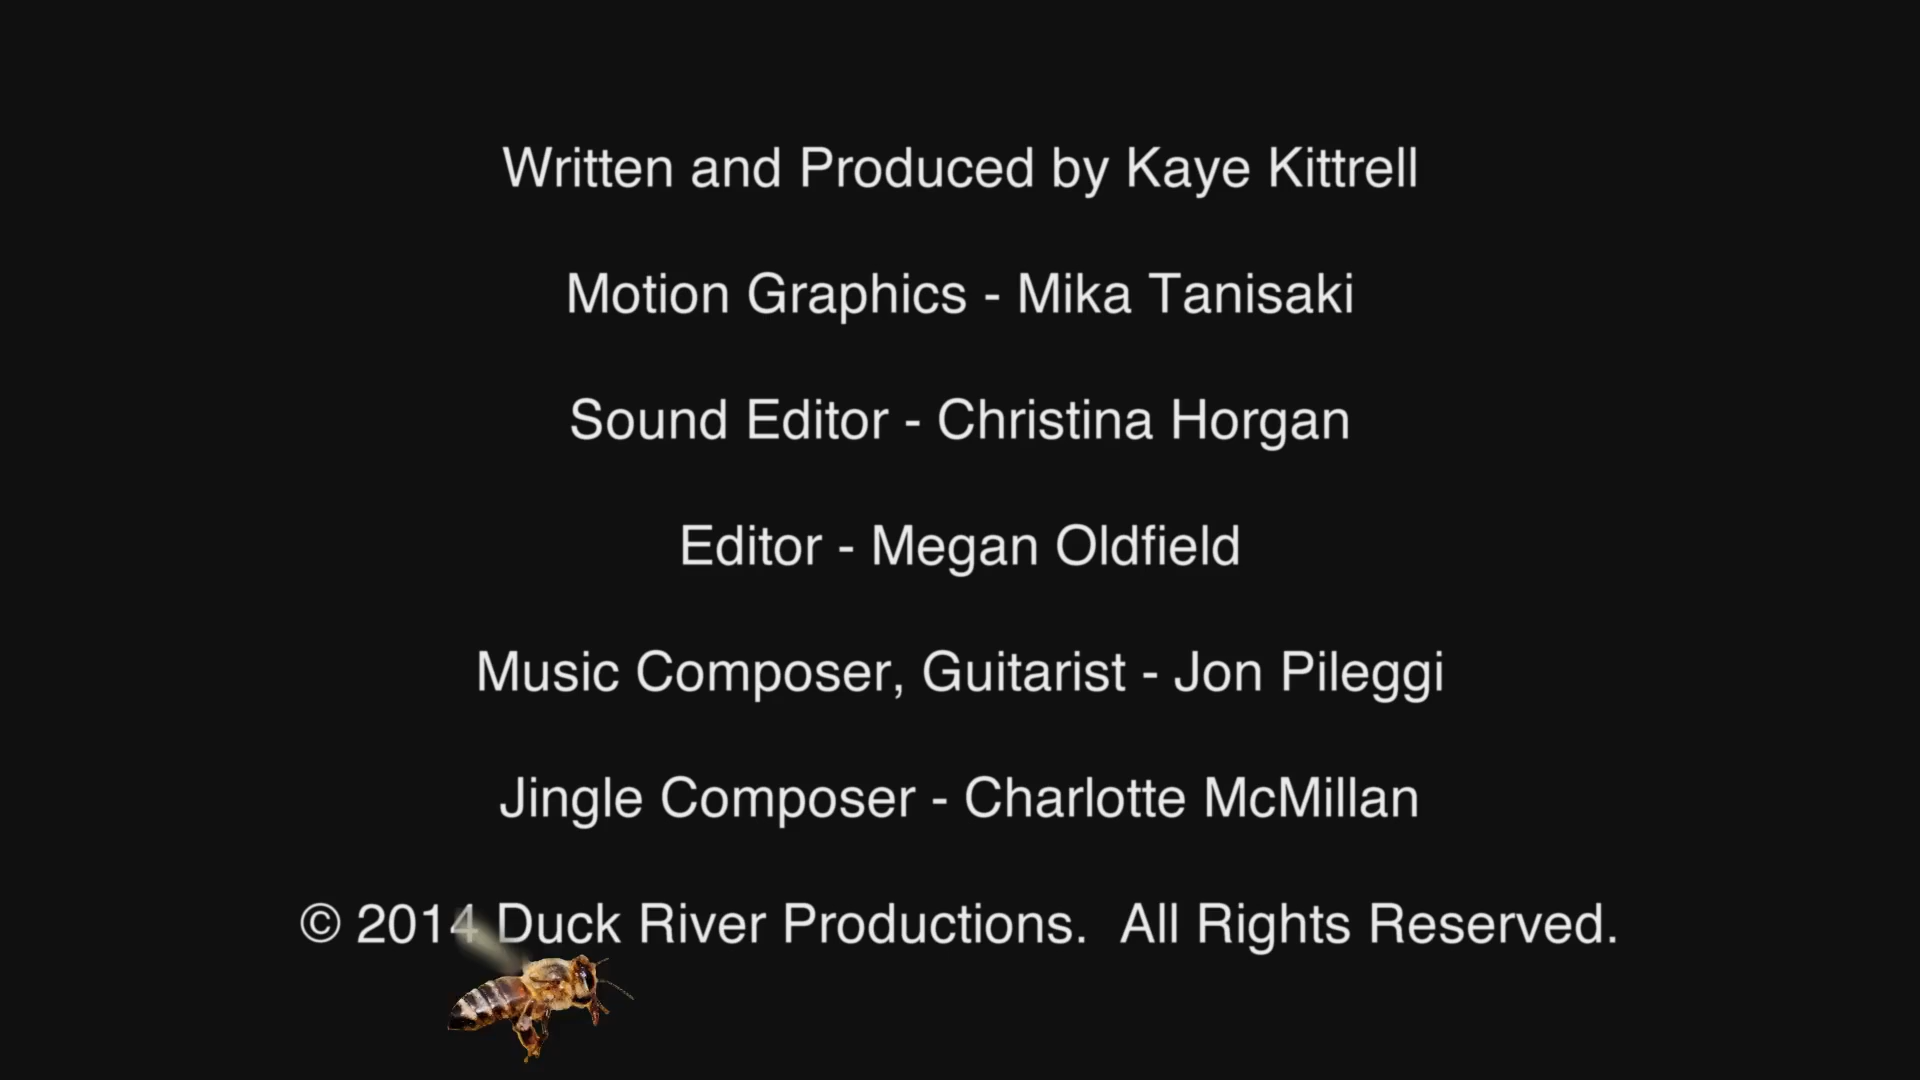 Written and Produced by Kaye Kittrell
Motion Graphics - Mika Tanisaki
Sound Editor - Christina Horgan
Editor - Megan Oldfield
Music Composer, Guitarist - Jon Pileggi
Jingle Composer - Charlotte McMillan
© 2014 Duck River Productions.  All Rights Reserved.